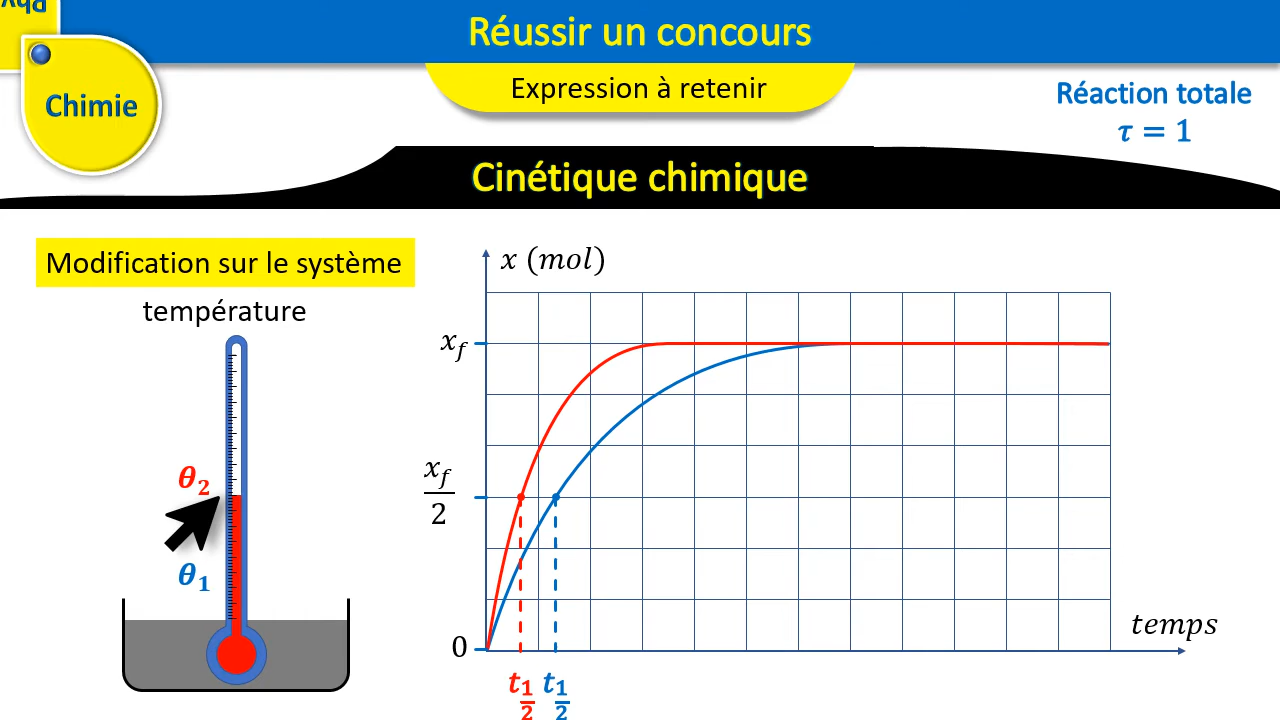 Phy
Réussir un concours
Expression à retenir
Chimie
Réaction totale
τ = 1
Cinétique chimique
Modification sur le système
température
θ2
θ1
x (mol)
xf
xf/2
0
temps
t1/2 t1/2